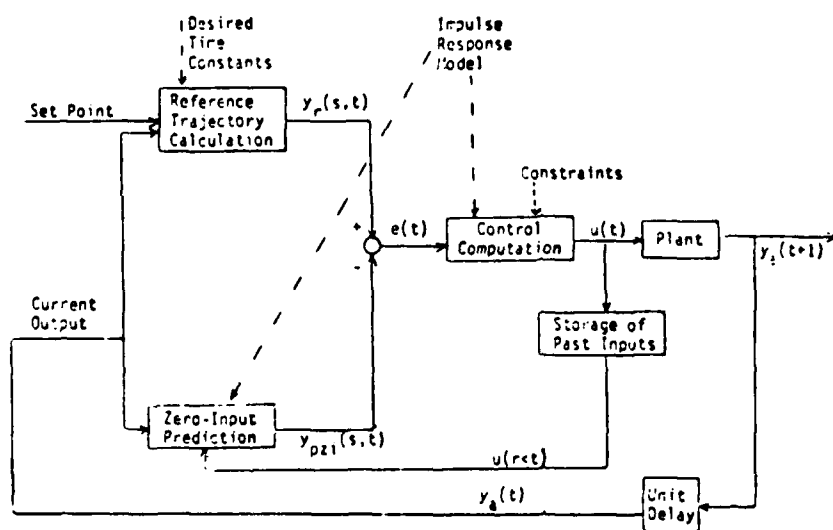 Desired
Time
Constants
Impulse
Response
Model
Set Point
Reference
Trajectory
Calculation
y_r(s,t)
Constraints
+
-
e(t)
Control
Computation
u(t)
Plant
y_a(t+1)
Current
Output
Storage of
Past Inputs
Zero-Input
Prediction
y_pzi(s,t)
u(r<t)
y_a(t)
Unit
Delay